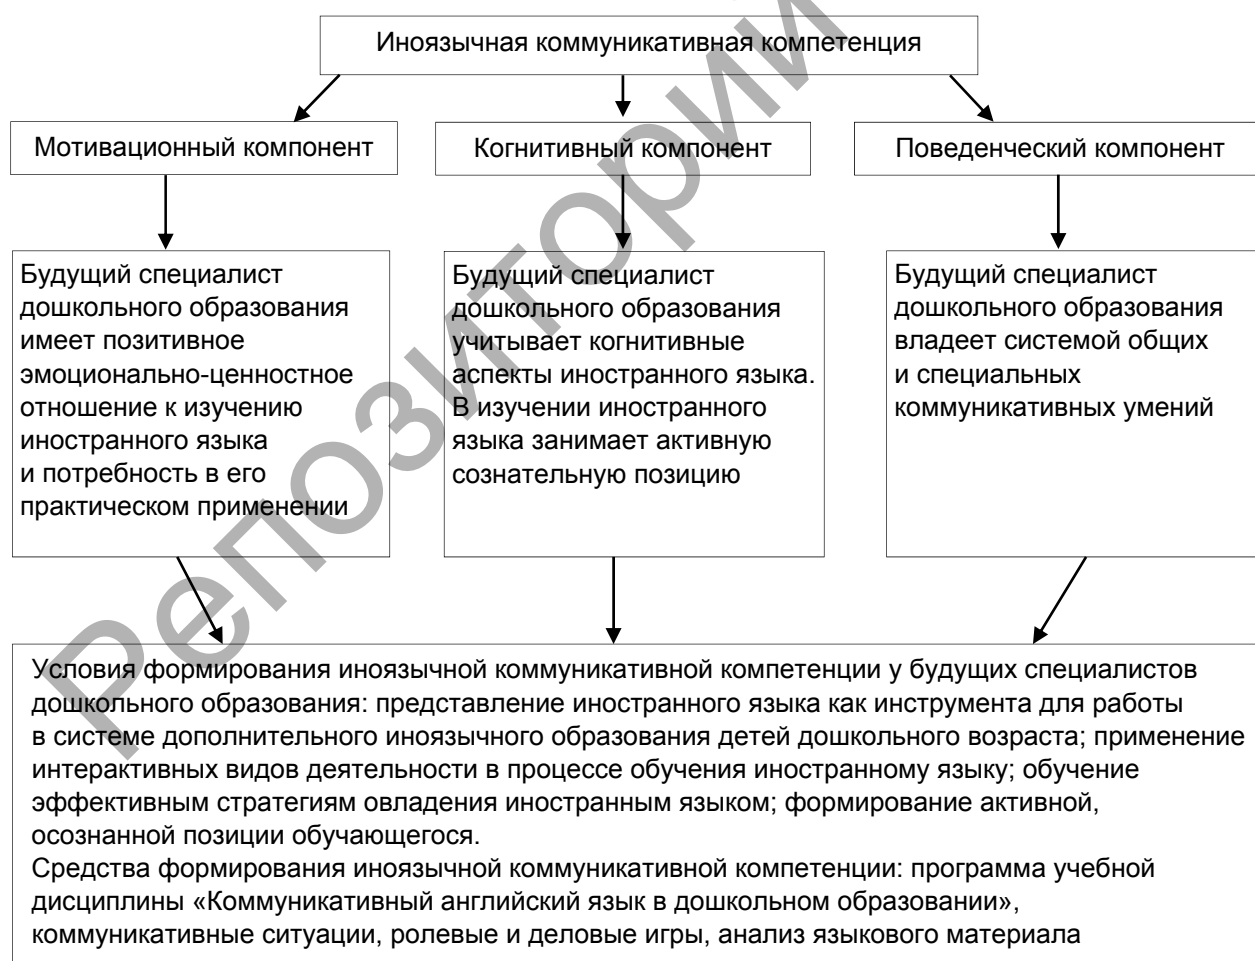 Иноязычная коммуникативная компетенция
Мотивационный компонент
Когнитивный компонент
Поведенческий компонент
Будущий специалист
дошкольного образования
имеет позитивное
эмоционально-ценностное
отношение к изучению
иностранного языка
и потребность в его
практическом применении
Будущий специалист
дошкольного образования
учитывает когнитивные
аспекты иностранного языка.
В изучении иностранного
языка занимает активную
сознательную позицию
Будущий специалист
дошкольного образования
владеет системой общих
и специальных
коммуникативных умений
Условия формирования иноязычной коммуникативной компетенции у будущих специалистов
дошкольного образования: представление иностранного языка как инструмента для работы
в системе дополнительного иноязычного образования детей дошкольного возраста; применение
интерактивных видов деятельности в процессе обучения иностранному языку; обучение
эффективным стратегиям овладения иностранным языком; формирование активной,
осознанной позиции обучающегося.
Средства формирования иноязычной коммуникативной компетенции: программа учебной
дисциплины «Коммуникативный английский язык в дошкольном образовании»,
коммуникативные ситуации, ролевые и деловые игры, анализ языкового материала
Репозитории